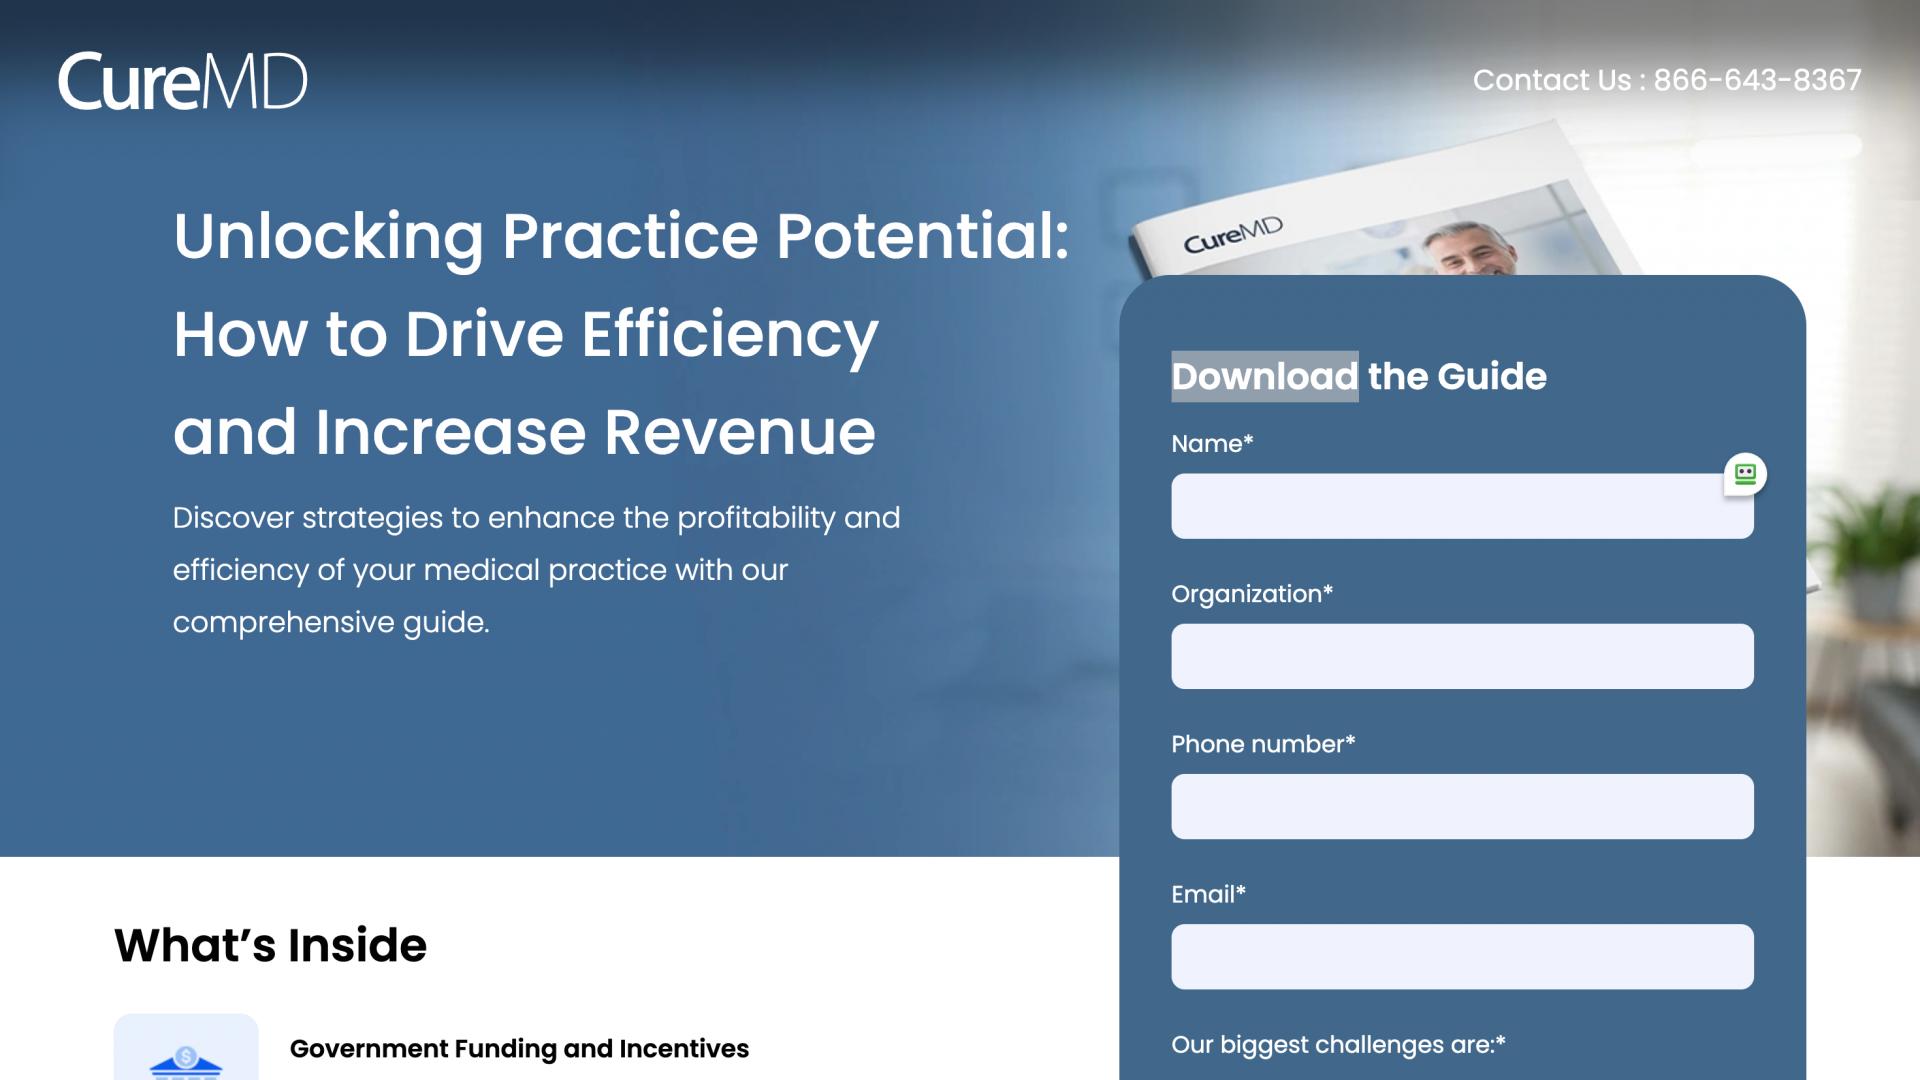 CureMD
Contact Us : 866-643-8367
Unlocking Practice Potential:
How to Drive Efficiency
and Increase Revenue
Discover strategies to enhance the profitability and
efficiency of your medical practice with our
comprehensive guide.
CureMD
Download the Guide
Name*
Organization*
Phone number*
Email*
Our biggest challenges are:*
What’s Inside
$
Government Funding and Incentives